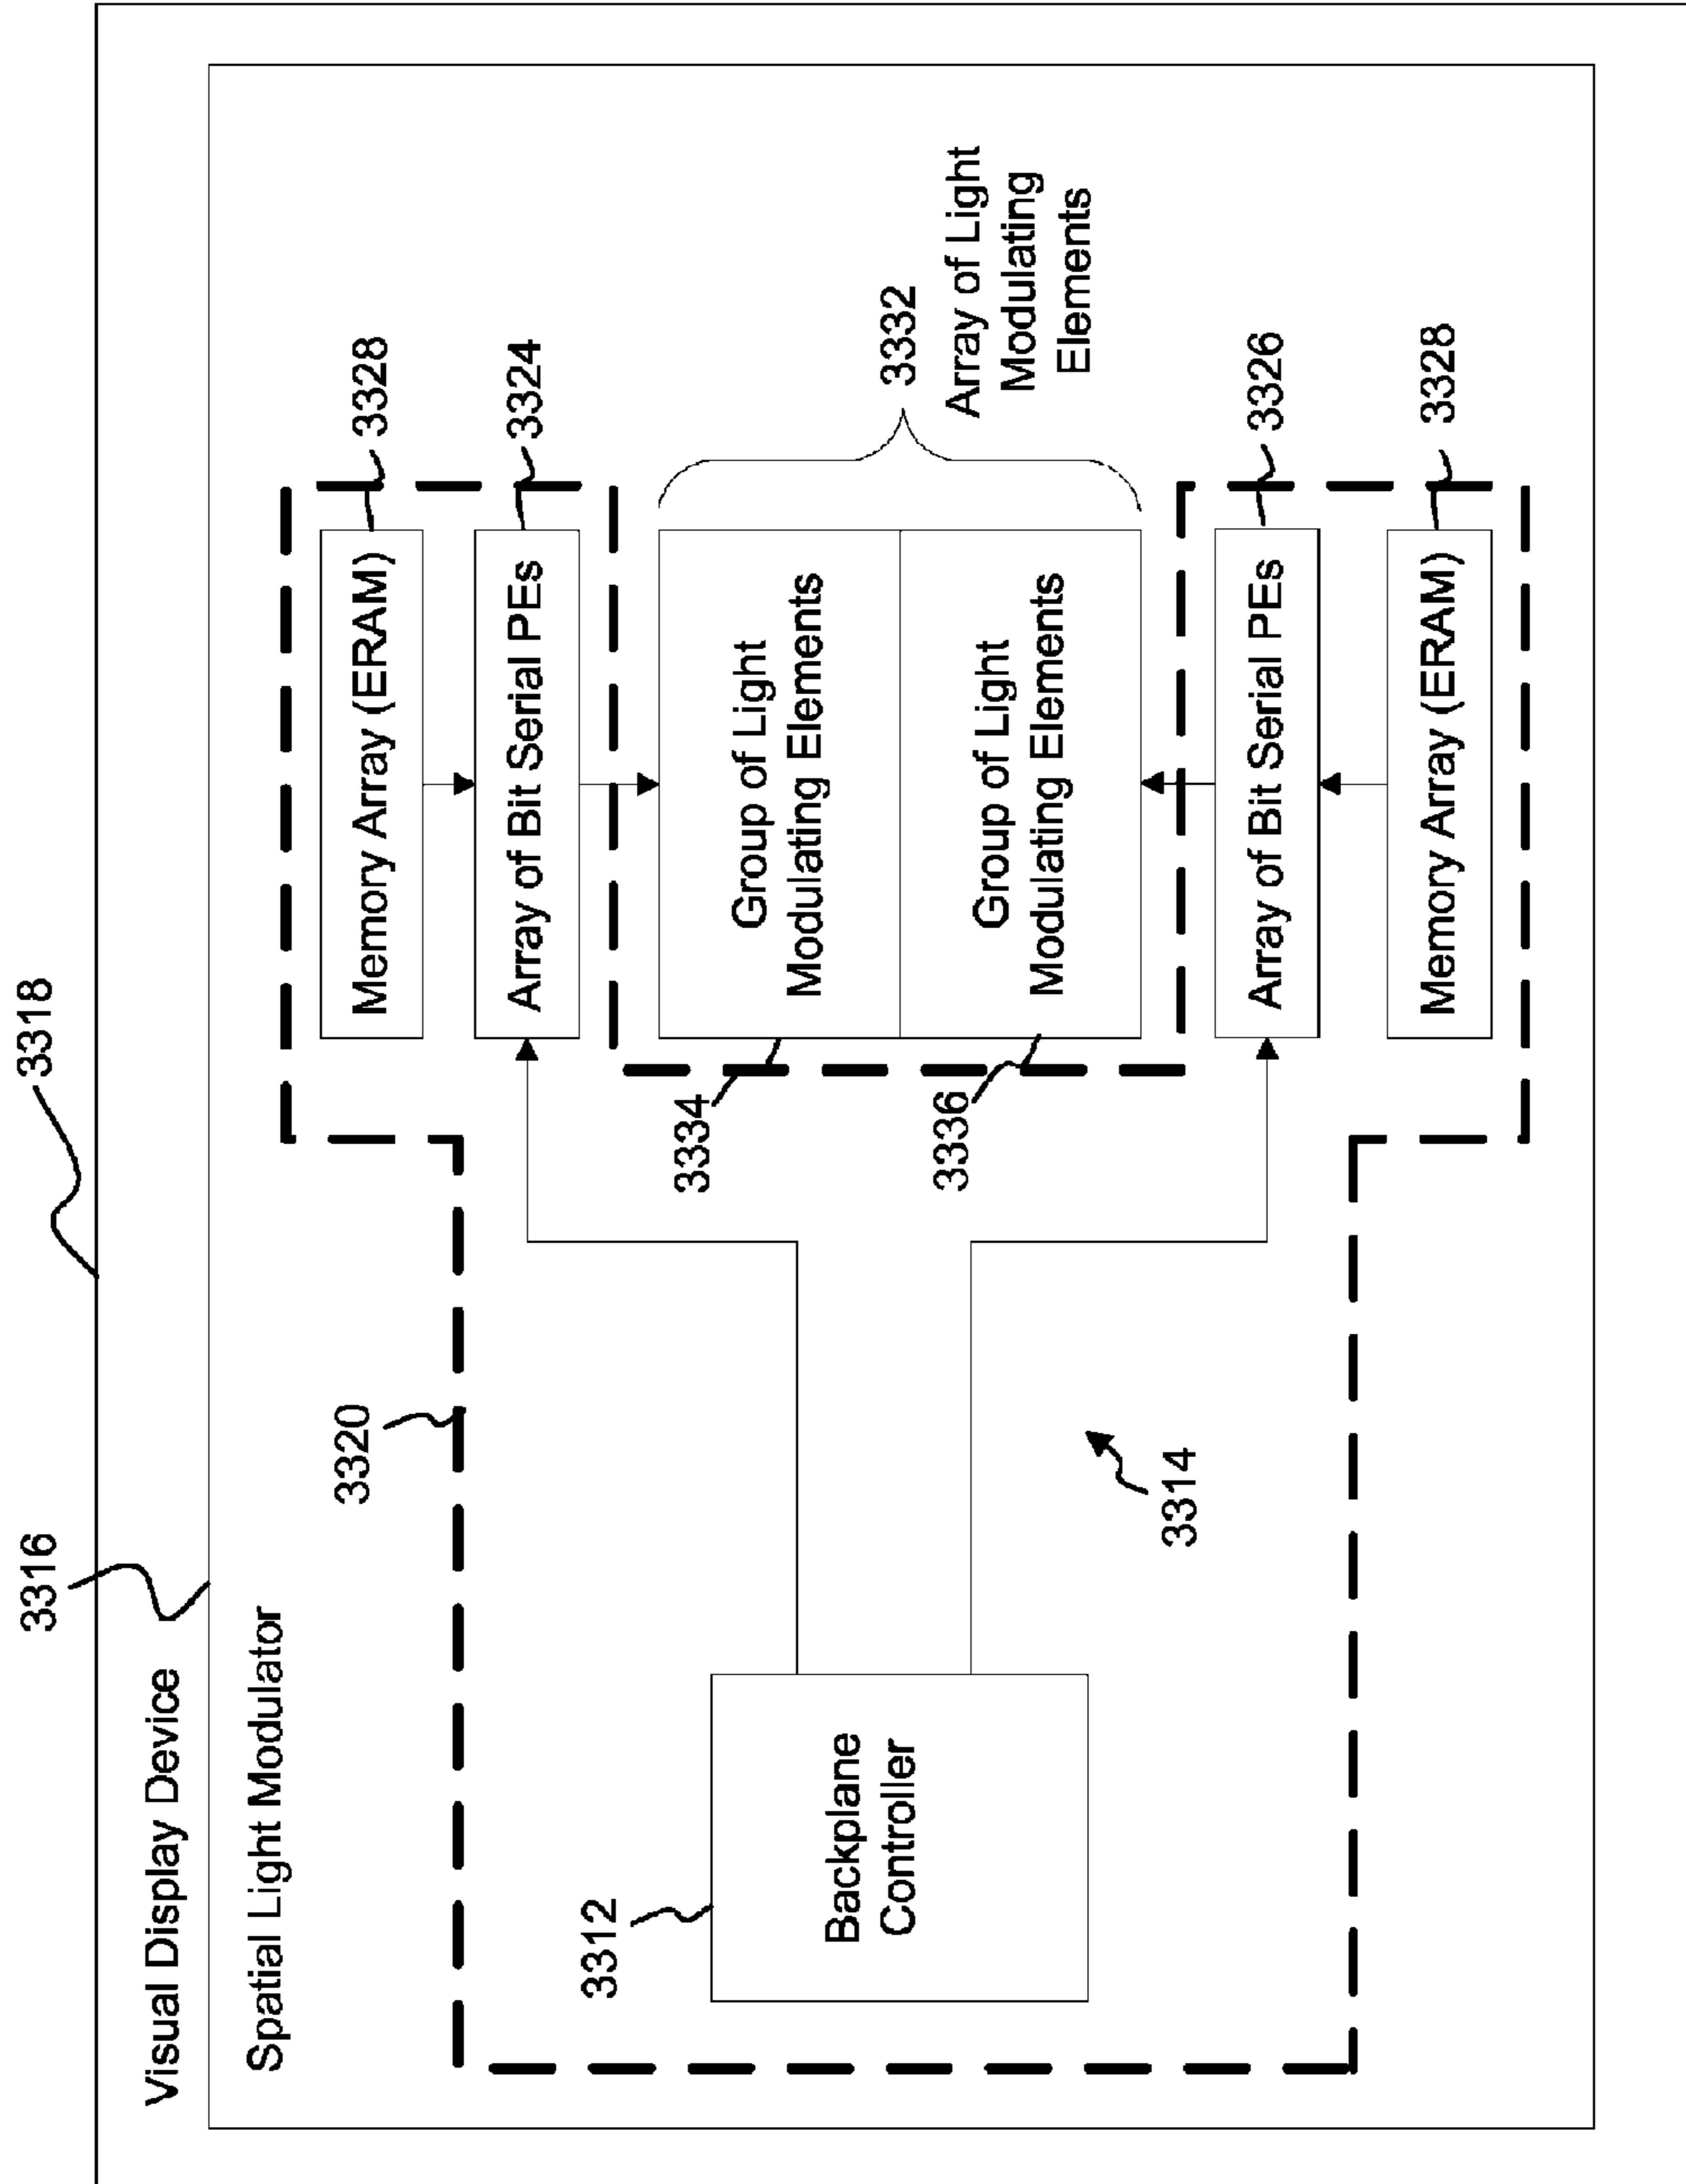 3318
3316
Visual Display Device
Spatial Light Modulator
3320
Memory Array (ERAM)
3328
Array of Bit Serial PEs
3324
3312
Backplane
Controller
3334
Group of Light
Modulating Elements
3332
Array of Light
Modulating
Elements
3336
Group of Light
Modulating Elements
3314
Array of Bit Serial PEs
3326
Memory Array (ERAM)
3328